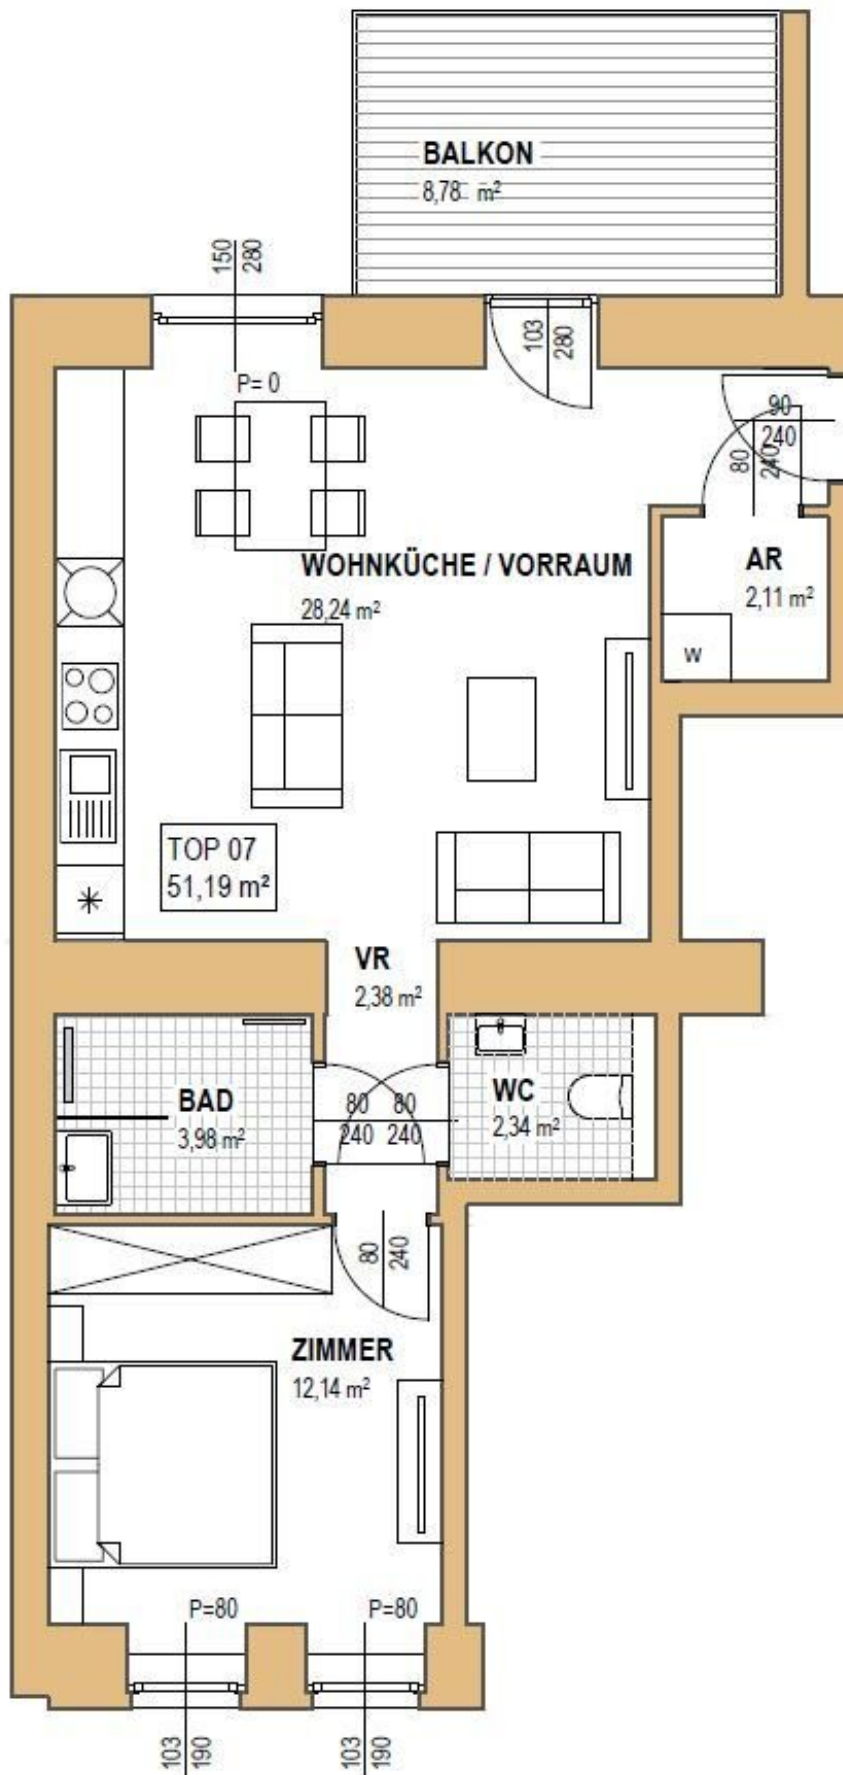 BALKON
8,78 m²
150
280
103
280
P= 0
90
240
80
240
WOHNKÜCHE / VORRAUM
28,24 m²
AR
2,11 m²
W
TOP 07
51,19 m²
VR
2,38 m²
BAD
3,98 m²
80 80
240 240
WC
2,34 m²
80
240
ZIMMER
12,14 m²
P=80
P=80
103
190
103
190